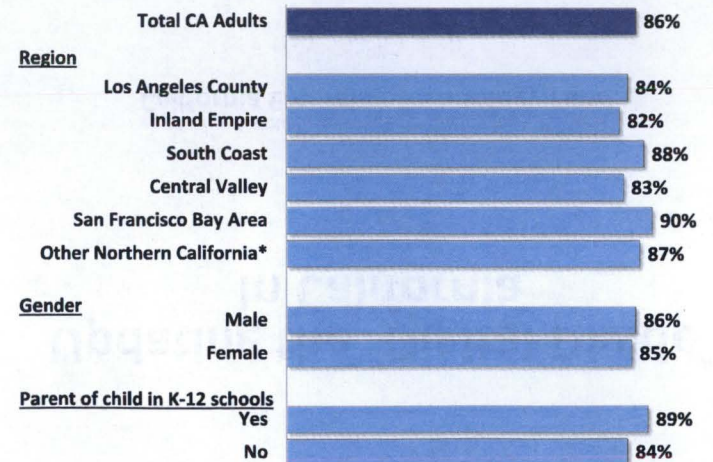 Total CA Adults 86%
Region
Los Angeles County 84%
Inland Empire 82%
South Coast 88%
Central Valley 83%
San Francisco Bay Area 90%
Other Northern California* 87%
Gender
Male 86%
Female 85%
Parent of child in K-12 schools
Yes 89%
No 84%